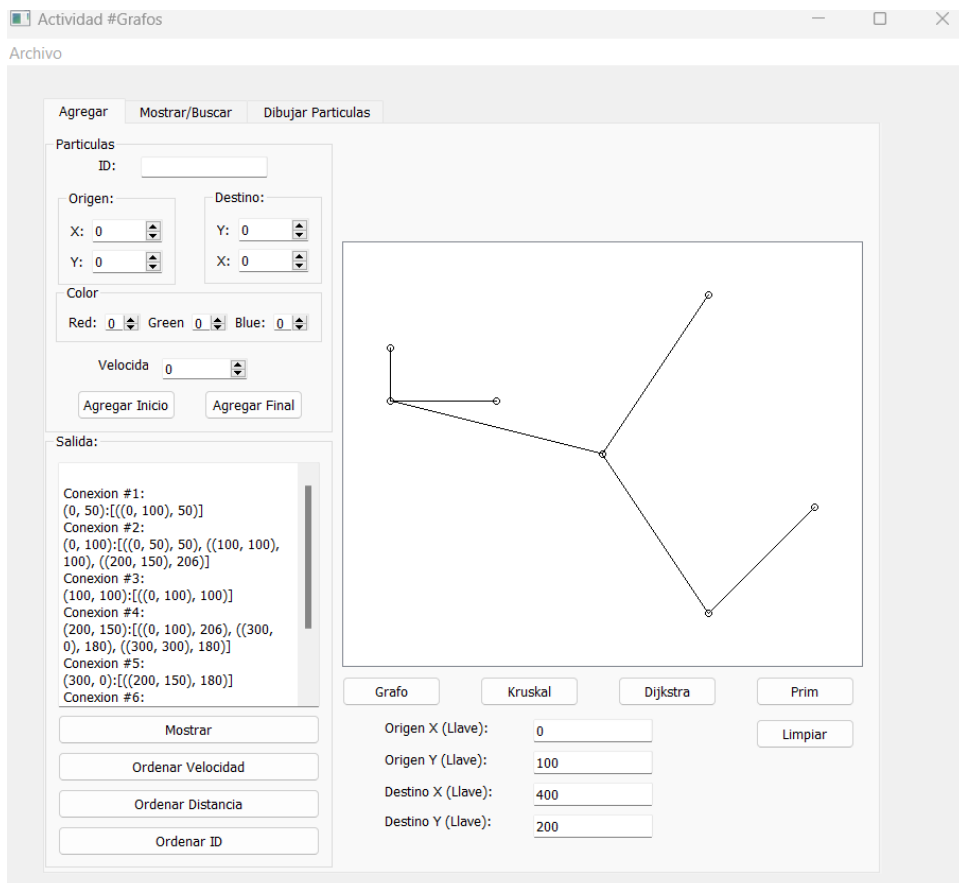 Actividad #Grafos
Archivo
Agregar Mostrar/Buscar Dibujar Particulas
Particulas
ID:
Origen: Destino:
X: 0 Y: 0
Y: 0 X: 0
Color
Red: 0 Green 0 Blue: 0
Velocida 0
Agregar Inicio Agregar Final
Salida:
Conexion #1:
(0, 50):[((0, 100), 50)]
Conexion #2:
(0, 100):[((0, 50), 50), ((100, 100),
100), ((200, 150), 206)]
Conexion #3:
(100, 100):[((0, 100), 100)]
Conexion #4:
(200, 150):[((0, 100), 206), ((300,
0), 180), ((300, 300), 180)]
Conexion #5:
(300, 0):[((200, 150), 180)]
Conexion #6:
Mostrar
Ordenar Velocidad
Ordenar Distancia
Ordenar ID
Grafo Kruskal Dijkstra Prim
Origen X (Llave): 0 Limpiar
Origen Y (Llave): 100
Destino X (Llave): 400
Destino Y (Llave): 200